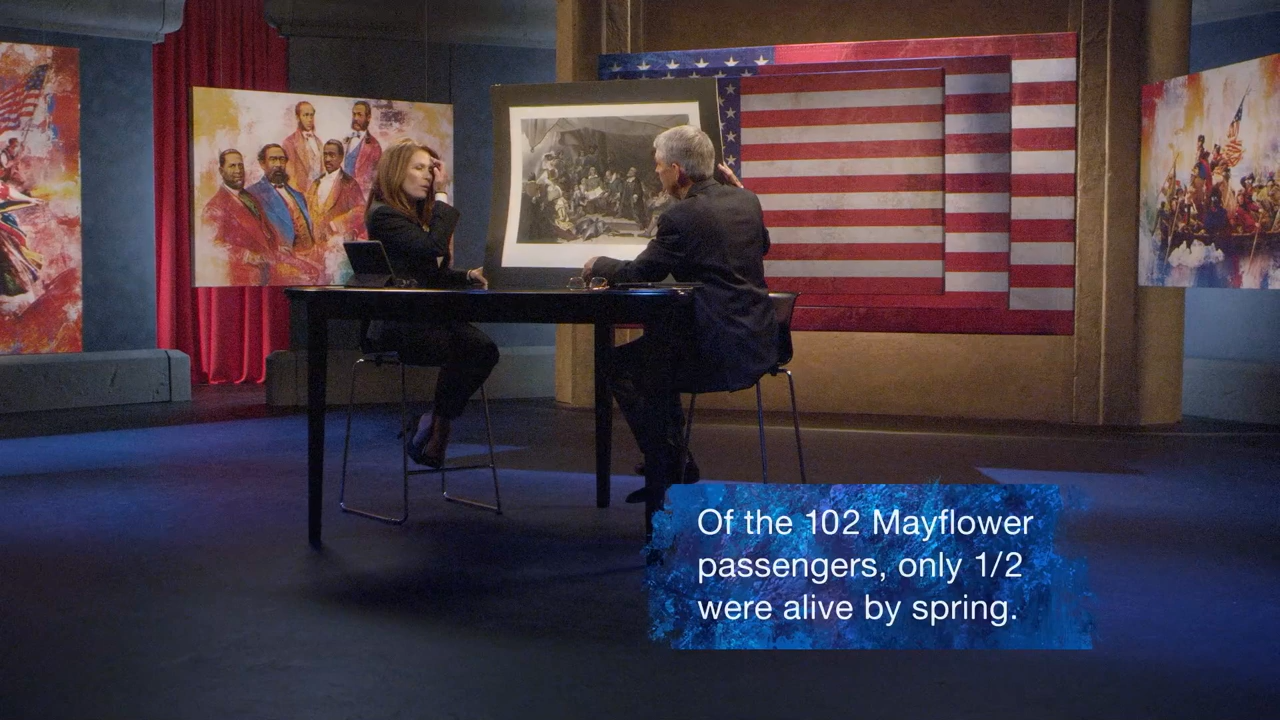 Of the 102 Mayflower
passengers, only 1/2
were alive by spring.